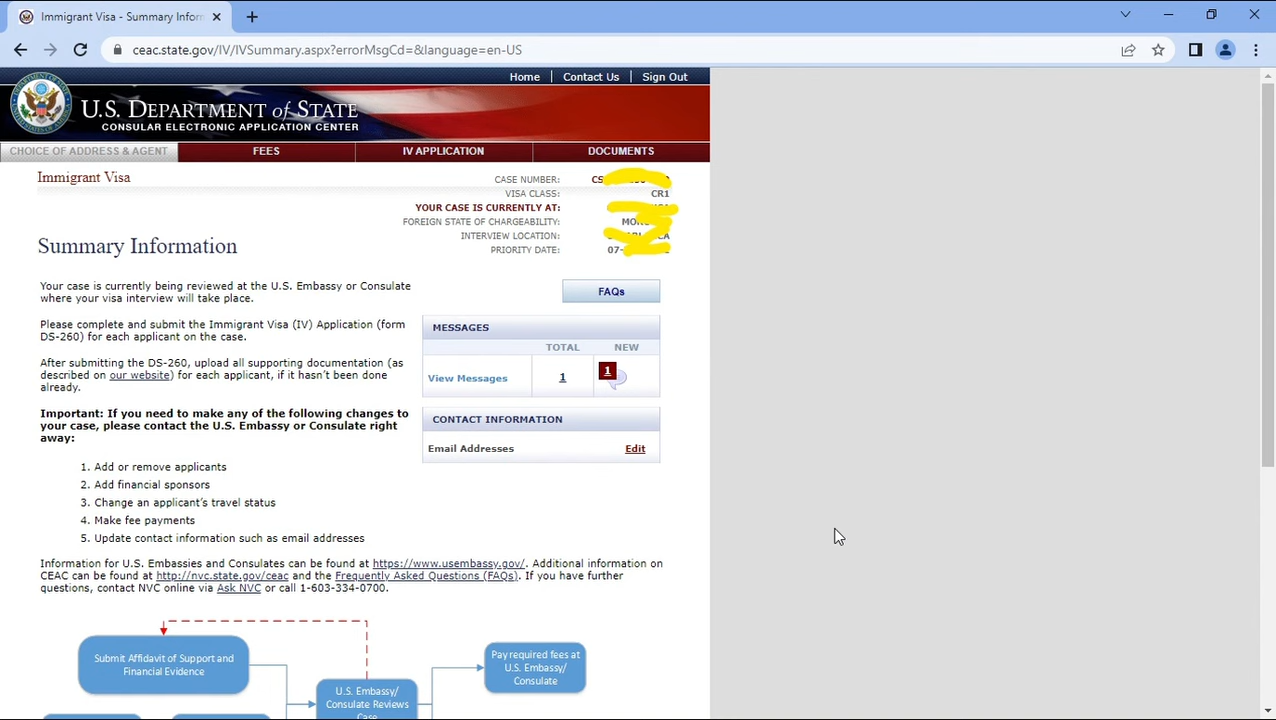 Immigrant Visa - Summary Infor
ceac.state.gov/IV/IVSummary.aspx?errorMsgCd=&language=en-US
Home Contact Us Sign Out
U.S. DEPARTMENT of STATE
CONSULAR ELECTRONIC APPLICATION CENTER
CHOICE OF ADDRESS & AGENT FEES IV APPLICATION DOCUMENTS
Immigrant Visa
CASE NUMBER: CS
VISA CLASS: CR1
YOUR CASE IS CURRENTLY AT:
FOREIGN STATE OF CHARGEABILITY:
INTERVIEW LOCATION:
PRIORITY DATE: 07-
Summary Information
Your case is currently being reviewed at the U.S. Embassy or Consulate
where your visa interview will take place.
Please complete and submit the Immigrant Visa (IV) Application (form
DS-260) for each applicant on the case.
After submitting the DS-260, upload all supporting documentation (as
described on our website) for each applicant, if it hasn't been done
already.
Important: If you need to make any of the following changes to
your case, please contact the U.S. Embassy or Consulate right
away:
1. Add or remove applicants
2. Add financial sponsors
3. Change an applicant's travel status
4. Make fee payments
5. Update contact information such as email addresses
FAQs
MESSAGES
TOTAL NEW
View Messages 1 1
CONTACT INFORMATION
Email Addresses Edit
Information for U.S. Embassies and Consulates can be found at https://www.usembassy.gov/. Additional information on
CEAC can be found at http://nvc.state.gov/ceac and the Frequently Asked Questions (FAQs). If you have further
questions, contact NVC online via Ask NVC or call 1-603-334-0700.
Submit Affidavit of Support and
Financial Evidence
U.S. Embassy/
Consulate Reviews
Case
Pay required fees at
U.S. Embassy/
Consulate